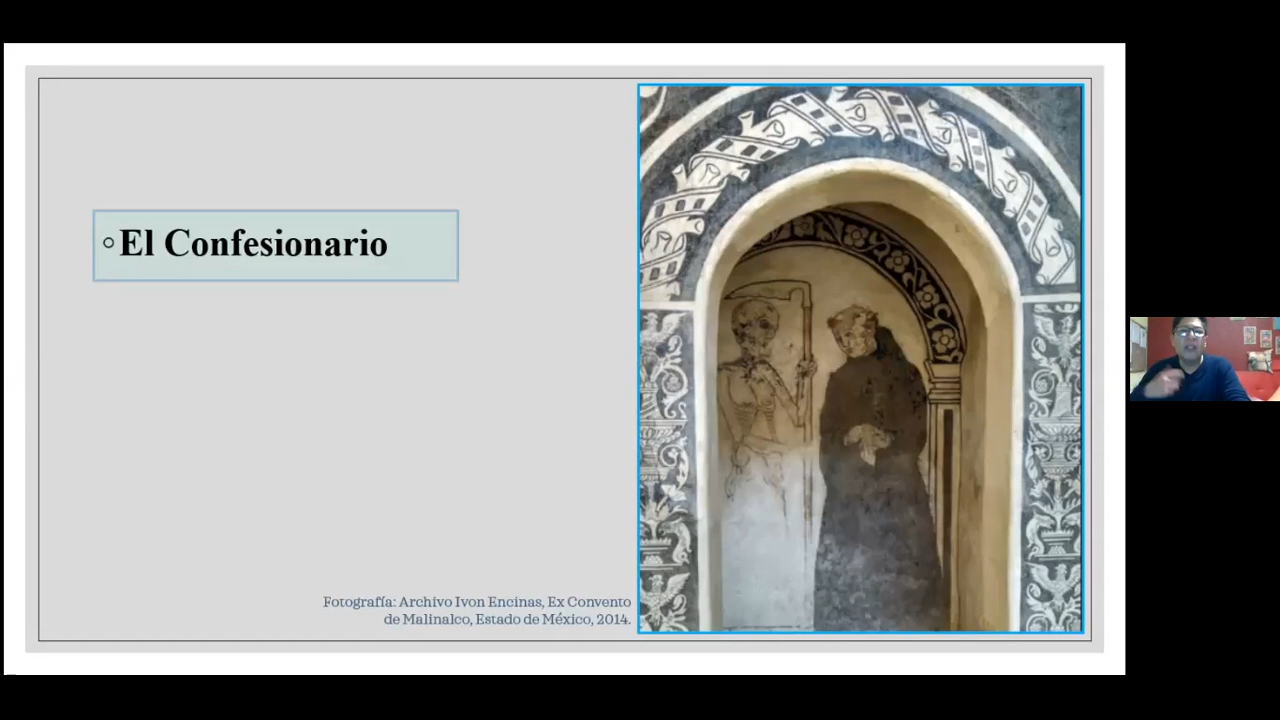 ◦El Confesionario
Fotografía: Archivo Ivon Encinas, Ex Convento
de Malinalco, Estado de México, 2014.